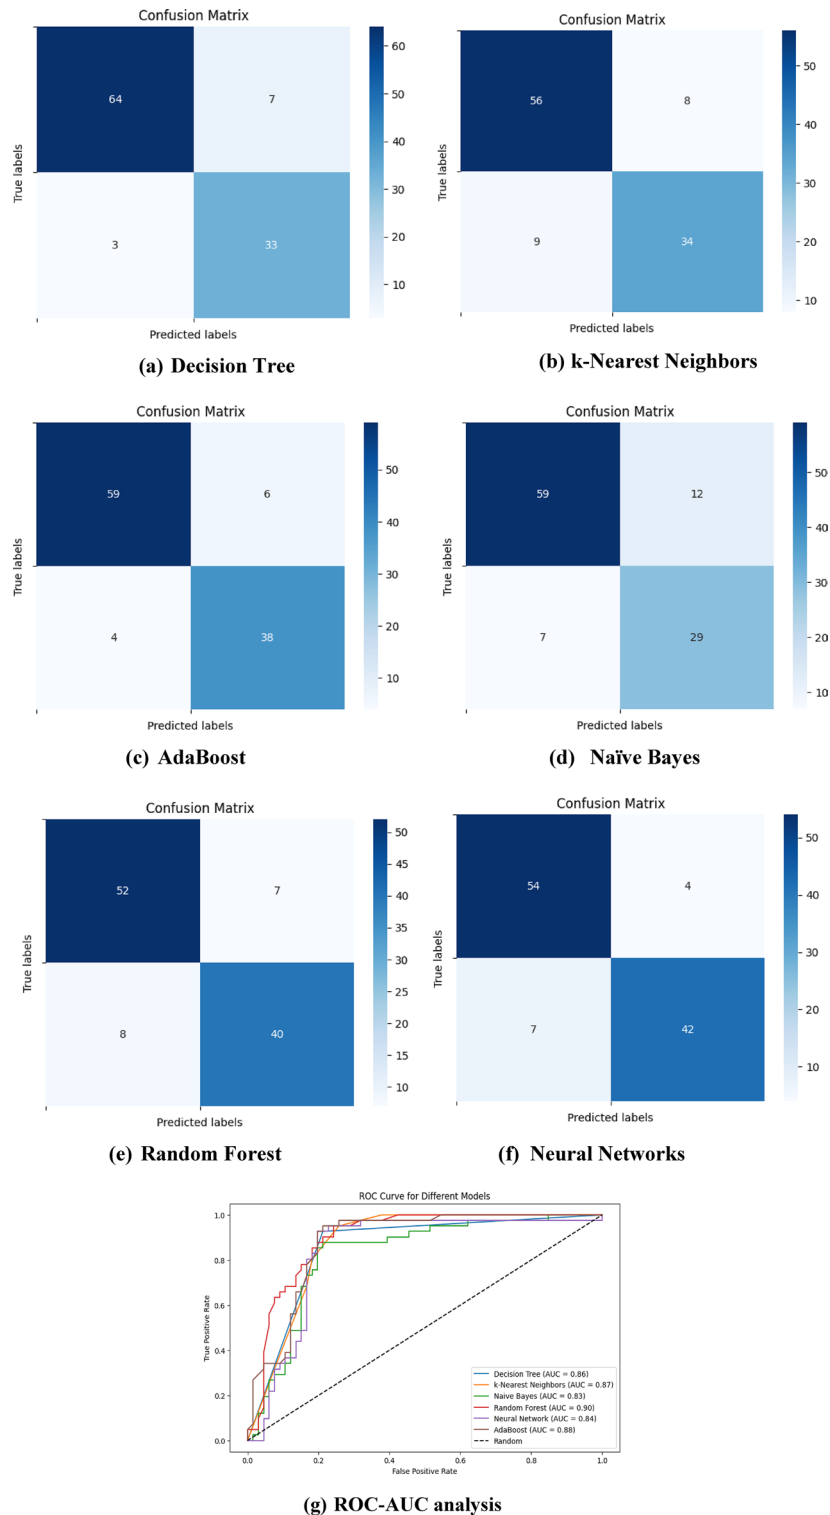 Confusion Matrix
64 7
3 33
True labels
Predicted labels
60
50
40
30
20
10
(a) Decision Tree
Confusion Matrix
56 8
9 34
True labels
Predicted labels
50
40
30
20
10
(b) k-Nearest Neighbors
Confusion Matrix
59 6
4 38
True labels
Predicted labels
50
40
30
20
10
(c) AdaBoost
Confusion Matrix
59 12
7 29
True labels
Predicted labels
50
40
30
20
10
(d) Naïve Bayes
Confusion Matrix
52 7
8 40
True labels
Predicted labels
50
45
40
35
30
25
20
15
10
(e) Random Forest
Confusion Matrix
54 4
7 42
True labels
Predicted labels
50
40
30
20
10
(f) Neural Networks
ROC Curve for Different Models
True Positive Rate
1.0
0.8
0.6
0.4
0.2
0.0
Decision Tree (AUC = 0.86)
k-Nearest Neighbors (AUC = 0.87)
Naive Bayes (AUC = 0.83)
Random Forest (AUC = 0.90)
Neural Network (AUC = 0.84)
AdaBoost (AUC = 0.88)
Random
0.0 0.2 0.4 0.6 0.8 1.0
False Positive Rate
(g) ROC-AUC analysis